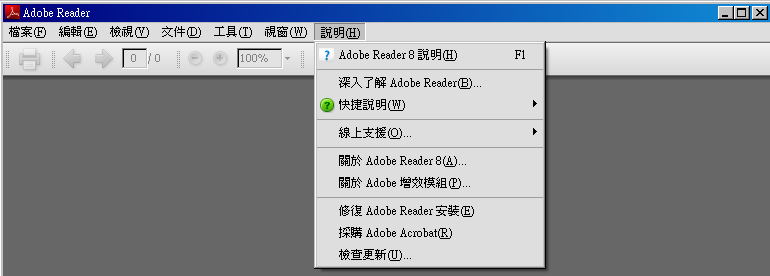 Adobe Reader
檔案(F) 編輯(E) 檢視(V) 文件(D) 工具(T) 視窗(W) 說明(H)
0 / 0 100%
? Adobe Reader 8 說明(H) F1
深入了解 Adobe Reader(B)...
? 快捷說明(W)
線上支援(O)...
關於 Adobe Reader 8(A)...
關於 Adobe 增效模組(P)...
修復 Adobe Reader 安裝(E)
採購 Adobe Acrobat(R)
檢查更新(U)...